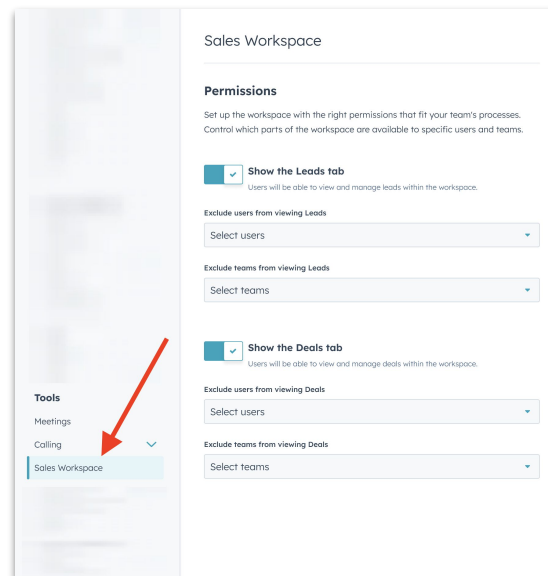 Sales Workspace
Permissions
Set up the workspace with the right permissions that fit your team's processes.
Control which parts of the workspace are available to specific users and teams.
Show the Leads tab
Users will be able to view and manage leads within the workspace.
Exclude users from viewing Leads
Select users
Exclude teams from viewing Leads
Select teams
Show the Deals tab
Users will be able to view and manage deals within the workspace.
Exclude users from viewing Deals
Select users
Exclude teams from viewing Deals
Select teams
Tools
Meetings
Calling
Sales Workspace